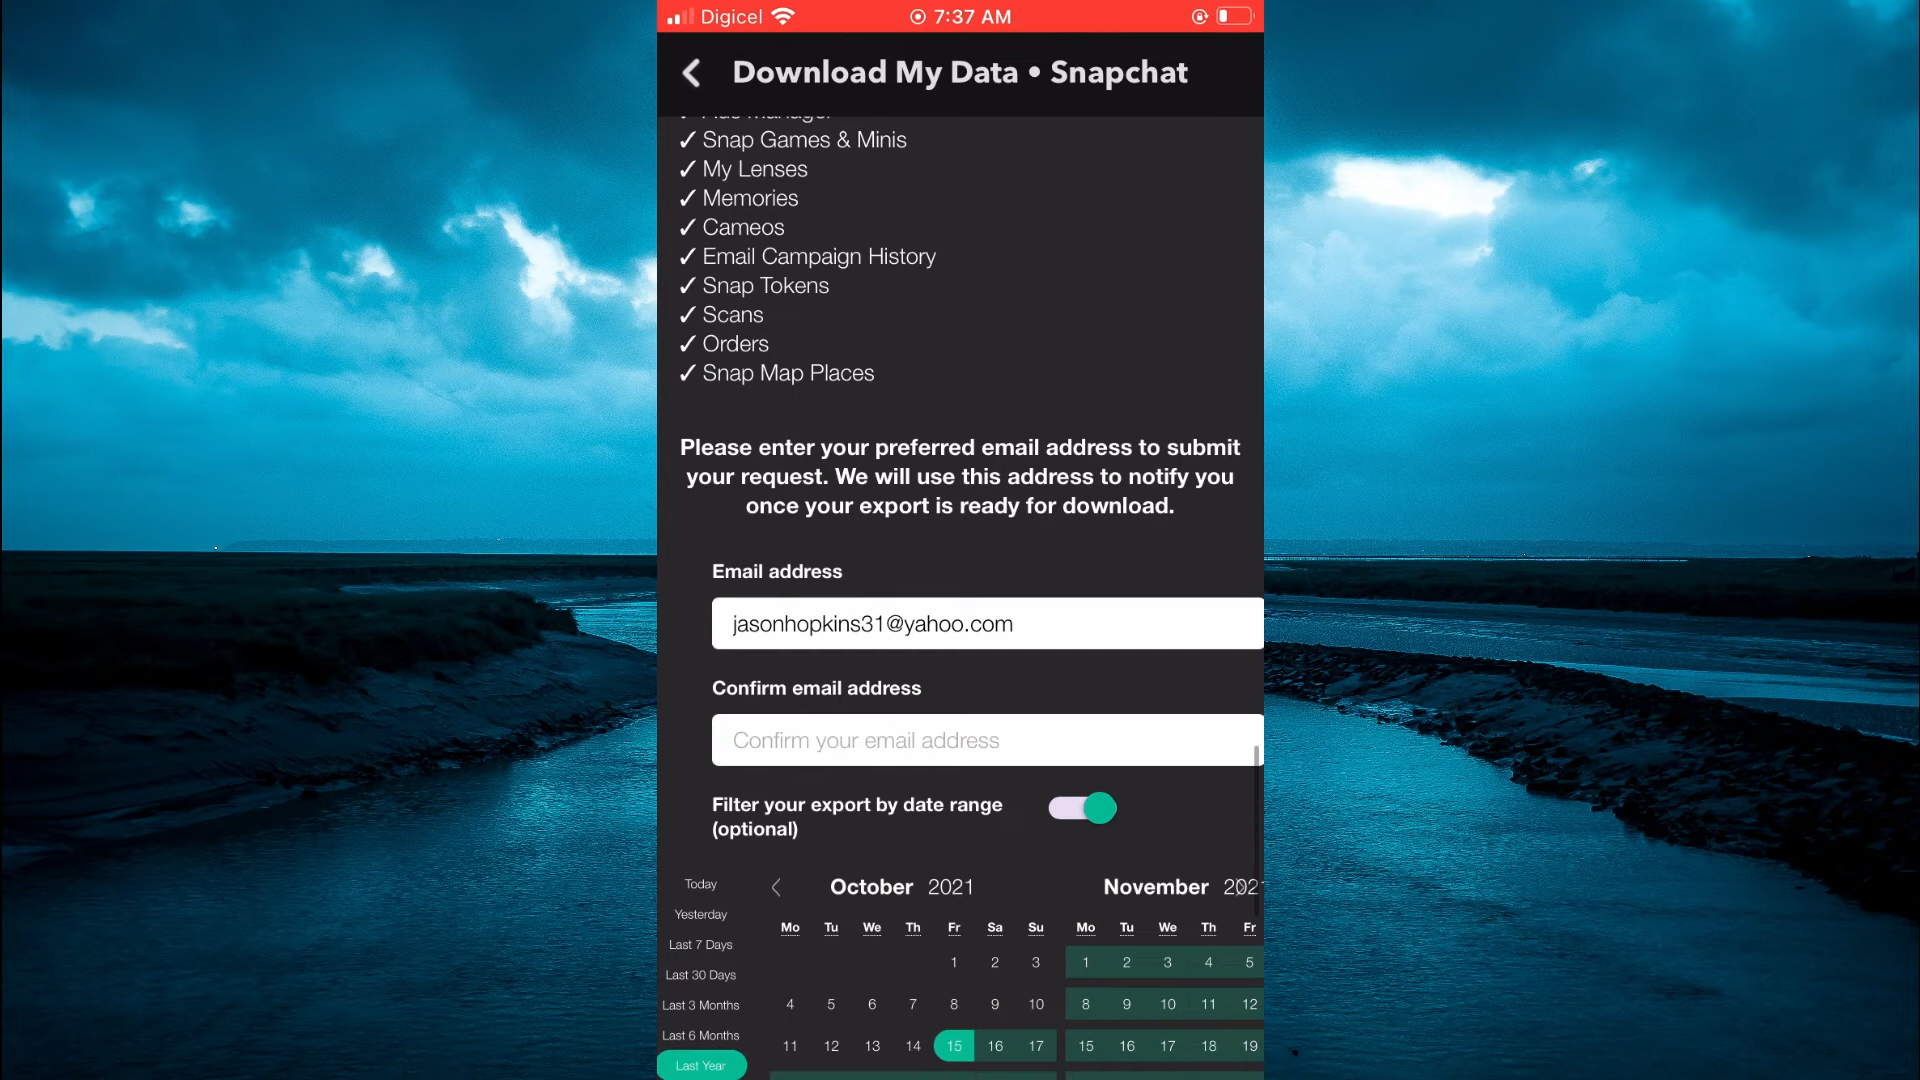 Digicel 7:37 AM
Download My Data • Snapchat
✓ Ads Manager
✓ Snap Games & Minis
✓ My Lenses
✓ Memories
✓ Cameos
✓ Email Campaign History
✓ Snap Tokens
✓ Scans
✓ Orders
✓ Snap Map Places
Please enter your preferred email address to submit
your request. We will use this address to notify you
once your export is ready for download.
Email address
jasonhopkins31@yahoo.com
Confirm email address
Confirm your email address
Filter your export by date range
(optional)
Today
Yesterday
Last 7 Days
Last 30 Days
Last 3 Months
Last 6 Months
Last Year
October 2021
Mo Tu We Th Fr Sa Su
1 2 3
4 5 6 7 8 9 10
11 12 13 14 15 16 17
November 202
Mo Tu We Th Fr
1 2 3 4 5
8 9 10 11 12
15 16 17 18 19